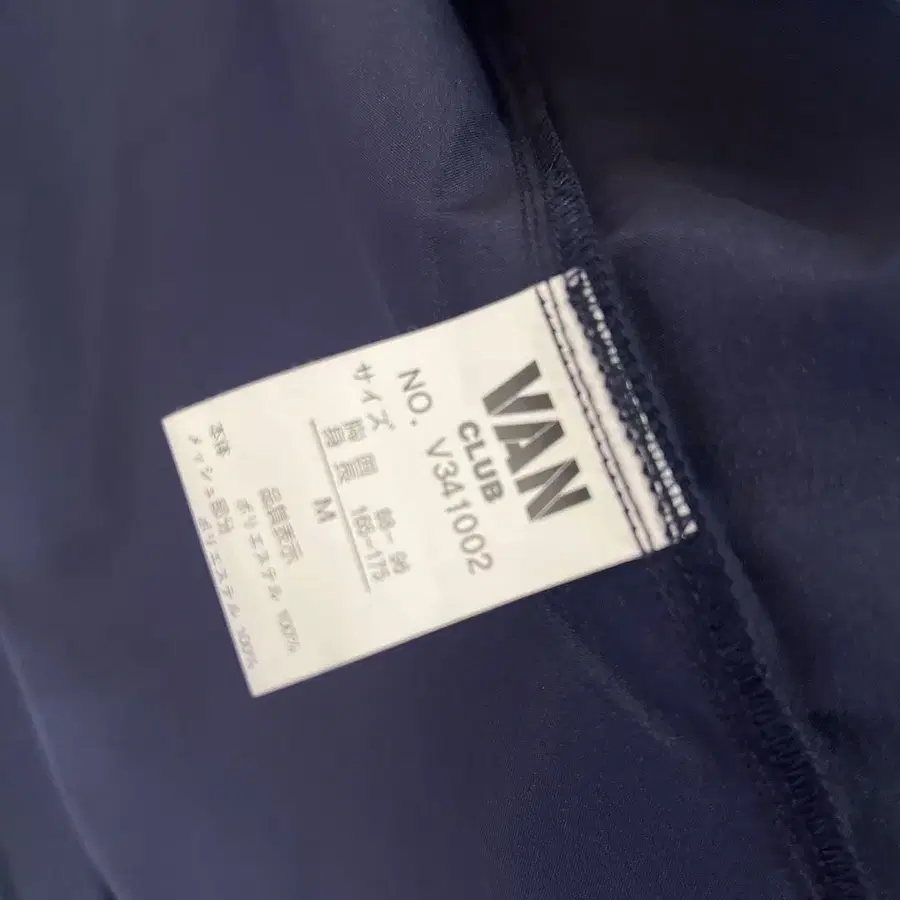 VAN
CLUB
NO. V341002
サイズ
胸囲 88－96
身長 165~175
M
品質表示
本体 ポリエステル 100%
メッシュ部分 ポリエステル 100%